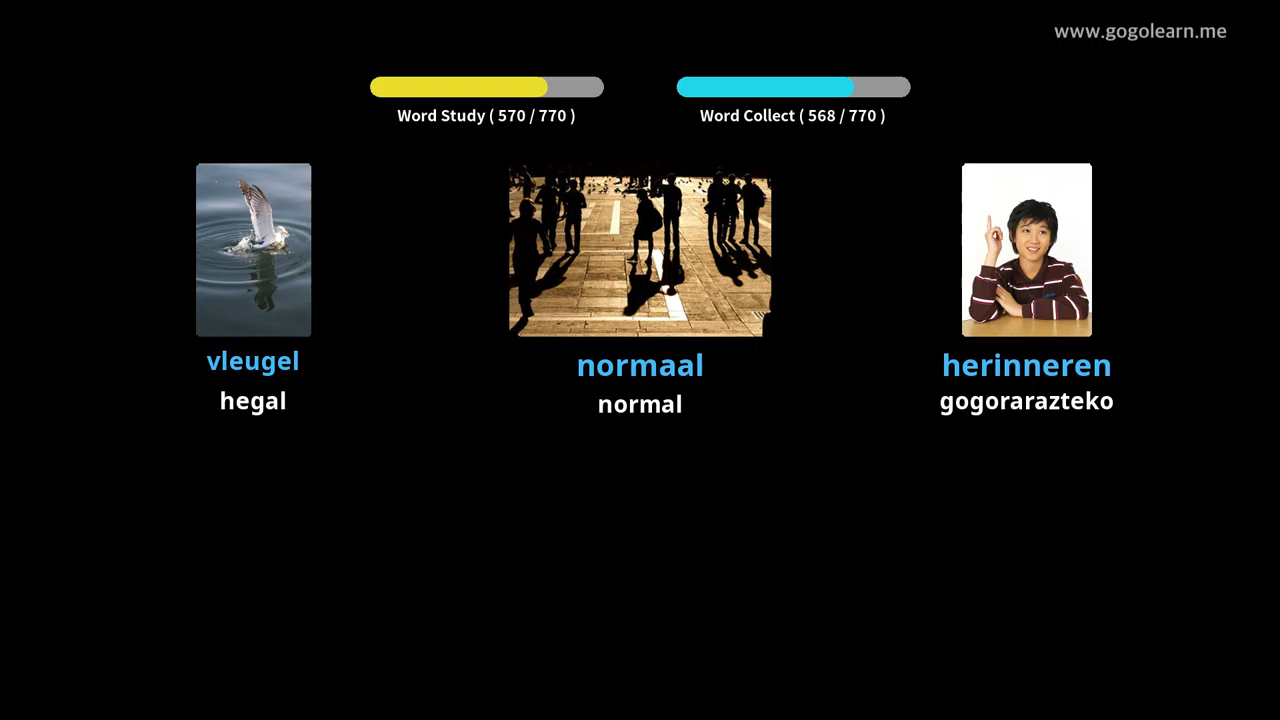 www.gogolearn.me
Word Study ( 570 / 770 )
Word Collect ( 568 / 770 )
vleugel
normaal
herinneren
hegal
normal
gogorarazteko